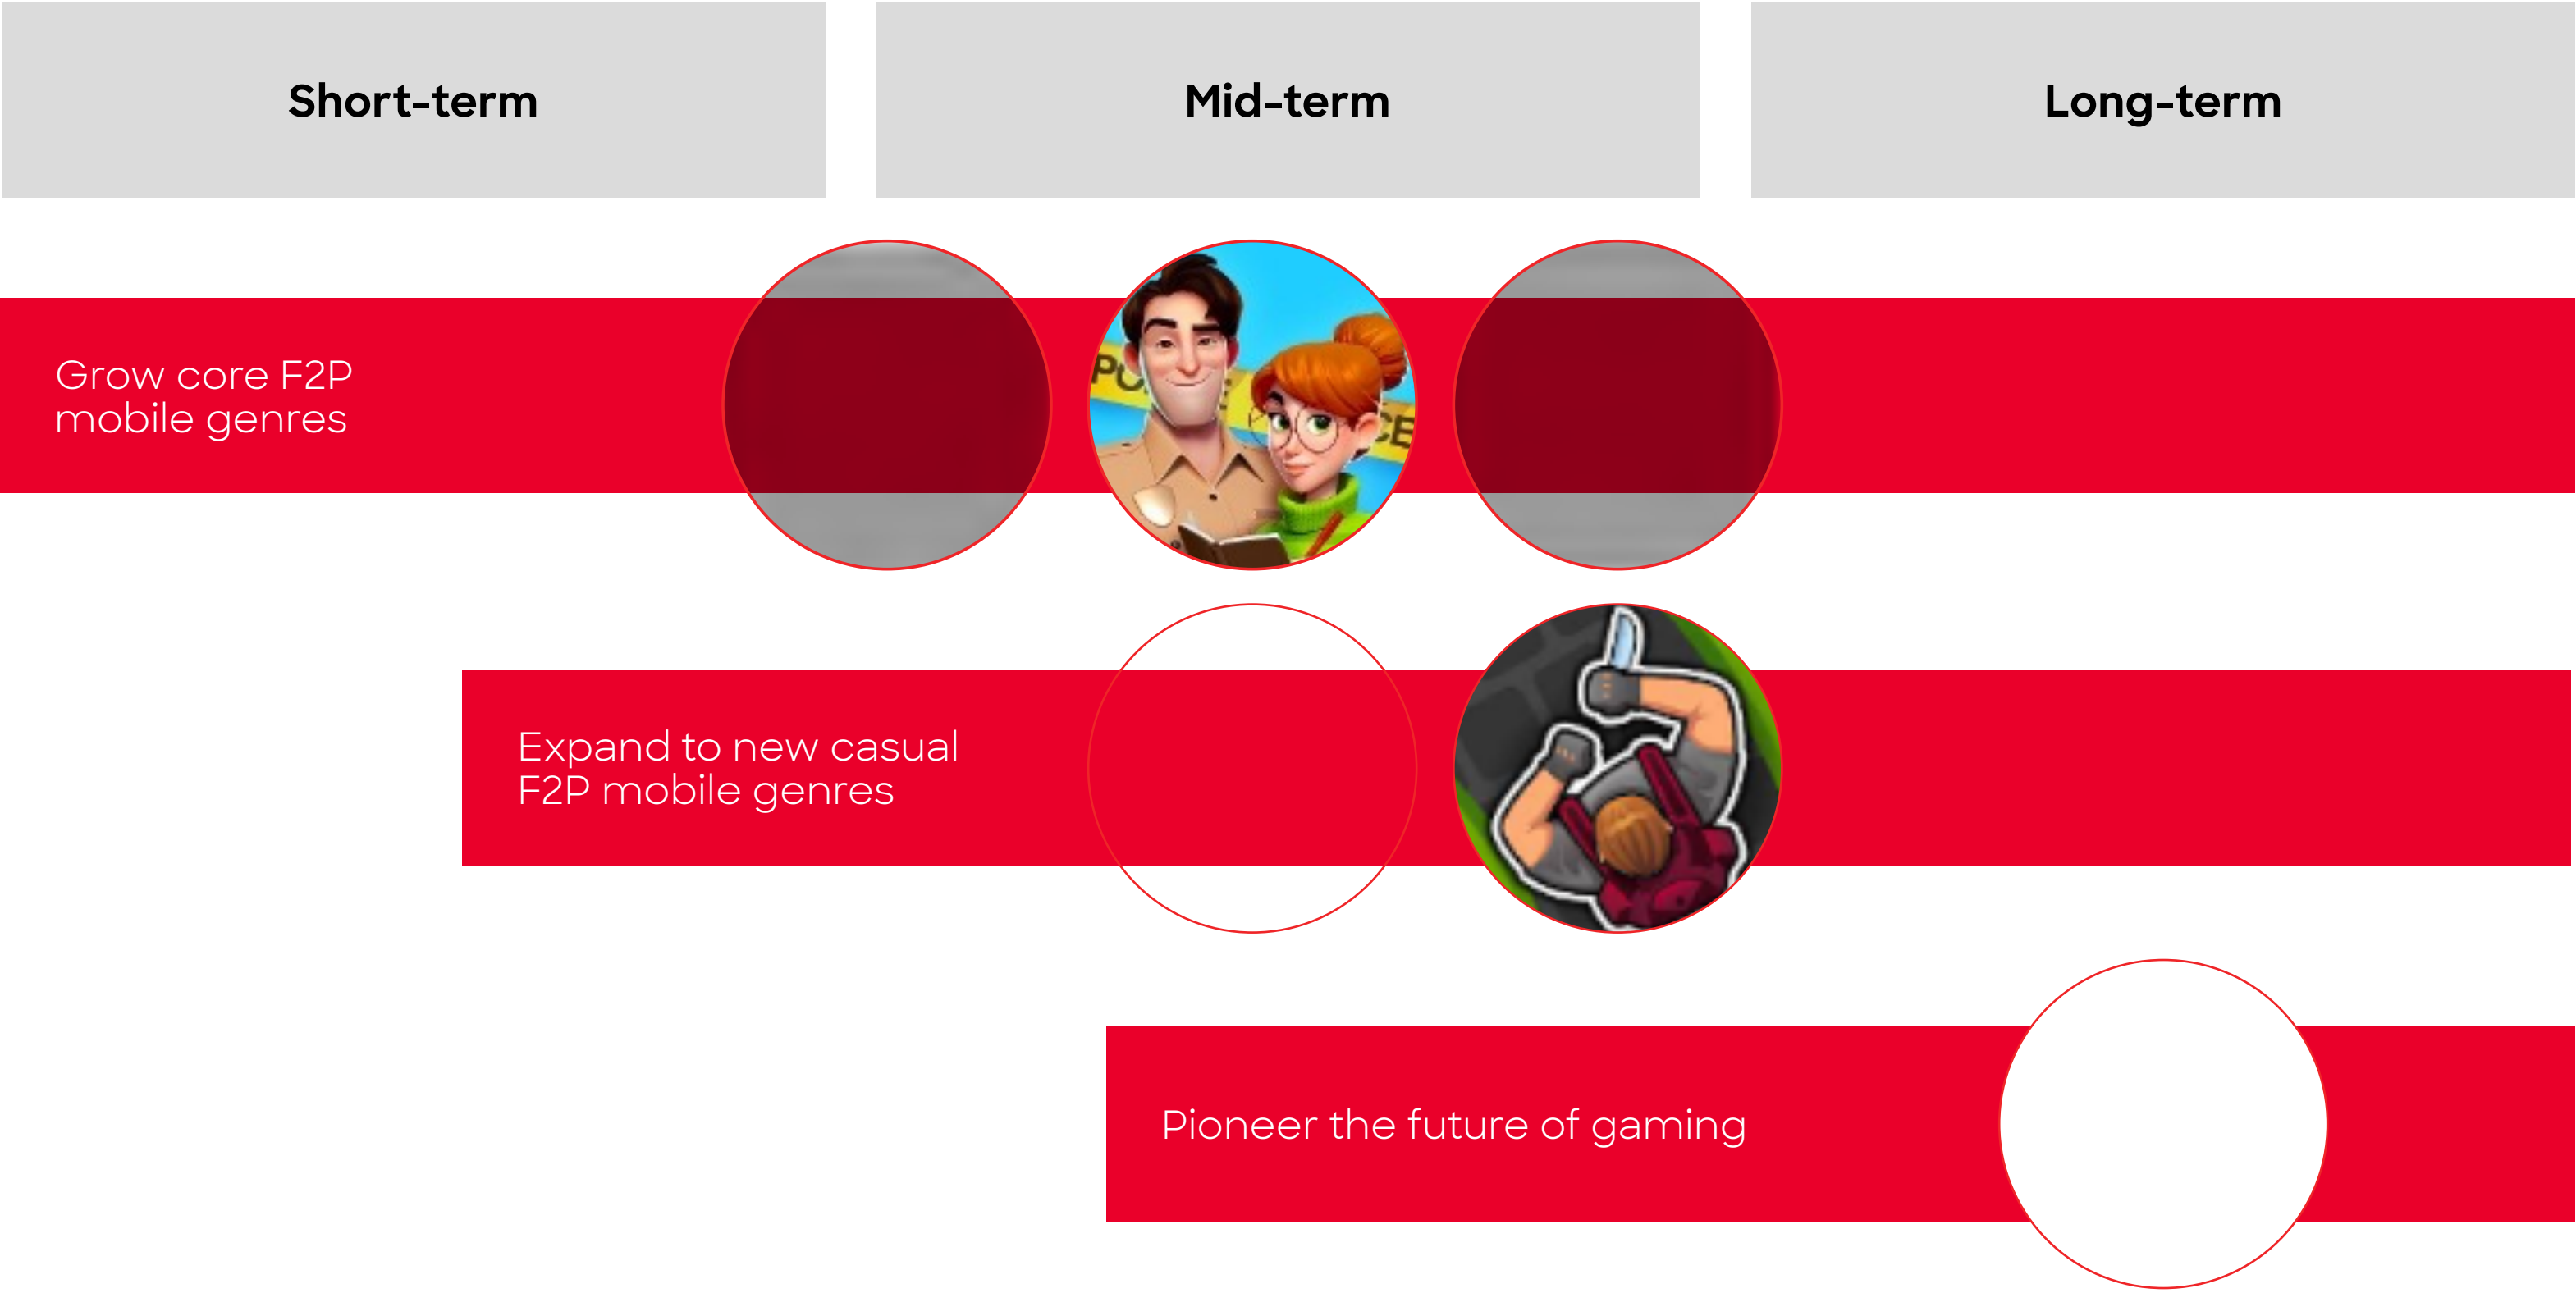 Short-term
Mid-term
Long-term
Grow core F2P
mobile genres
Expand to new casual
F2P mobile genres
Pioneer the future of gaming